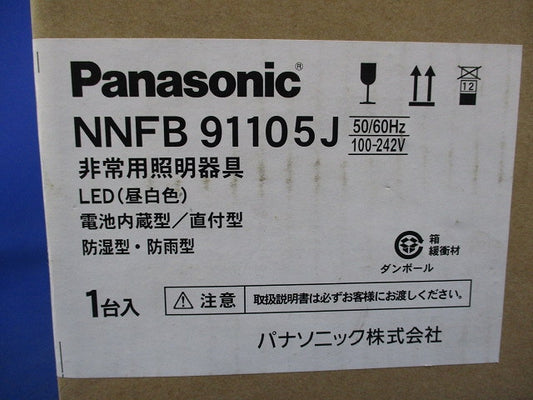 Panasonic®
NNFB 91105J
50/60Hz
100-242V
12
非常用照明器具
LED(昼白色)
電池内蔵型/直付型
防湿型・防雨型
箱
緩衝材
ダンボール
1台入
注意
取扱説明書は必ずお客様にお渡しください。
パナソニック株式会社